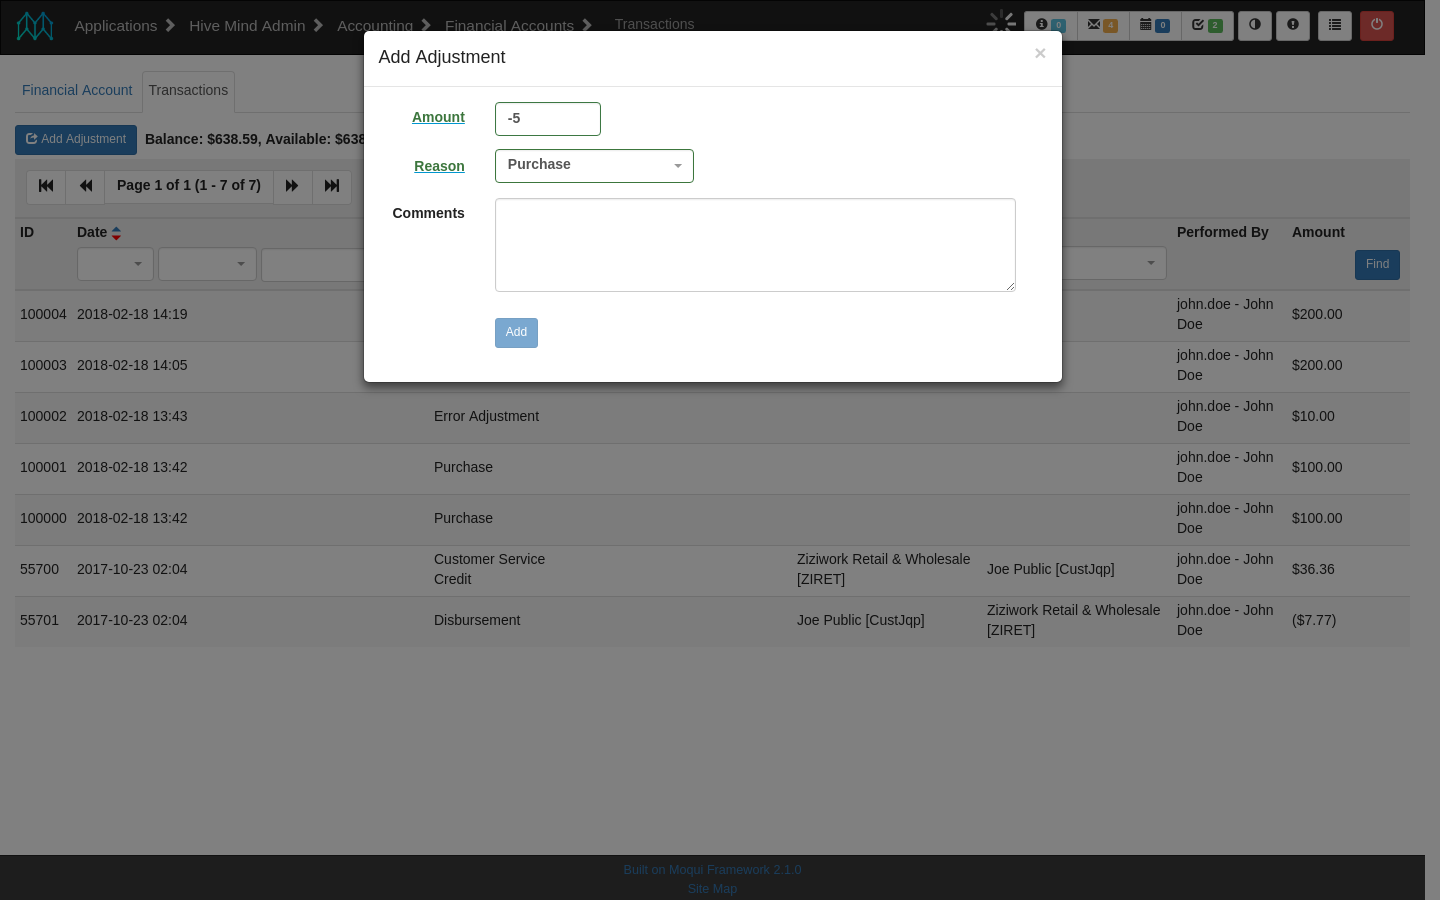 Applications Hive Mind Admin Accounting Financial Accounts Transactions 0 4 0 2
Add Adjustment ×
Financial Account Transactions
Amount -5
Add Adjustment Balance: $638.59, Available: $638
Reason Purchase
Page 1 of 1 (1 - 7 of 7)
Comments
ID Date Performed By Amount
Find
Add
100004 2018-02-18 14:19 john.doe - John Doe $200.00
100003 2018-02-18 14:05 john.doe - John Doe $200.00
100002 2018-02-18 13:43 Error Adjustment john.doe - John Doe $10.00
100001 2018-02-18 13:42 Purchase john.doe - John Doe $100.00
100000 2018-02-18 13:42 Purchase john.doe - John Doe $100.00
55700 2017-10-23 02:04 Customer Service Credit Ziziwork Retail & Wholesale [ZIRET] Joe Public [CustJqp] john.doe - John Doe $36.36
55701 2017-10-23 02:04 Disbursement Joe Public [CustJqp] Ziziwork Retail & Wholesale [ZIRET] john.doe - John Doe ($7.77)
Built on Moqui Framework 2.1.0
Site Map